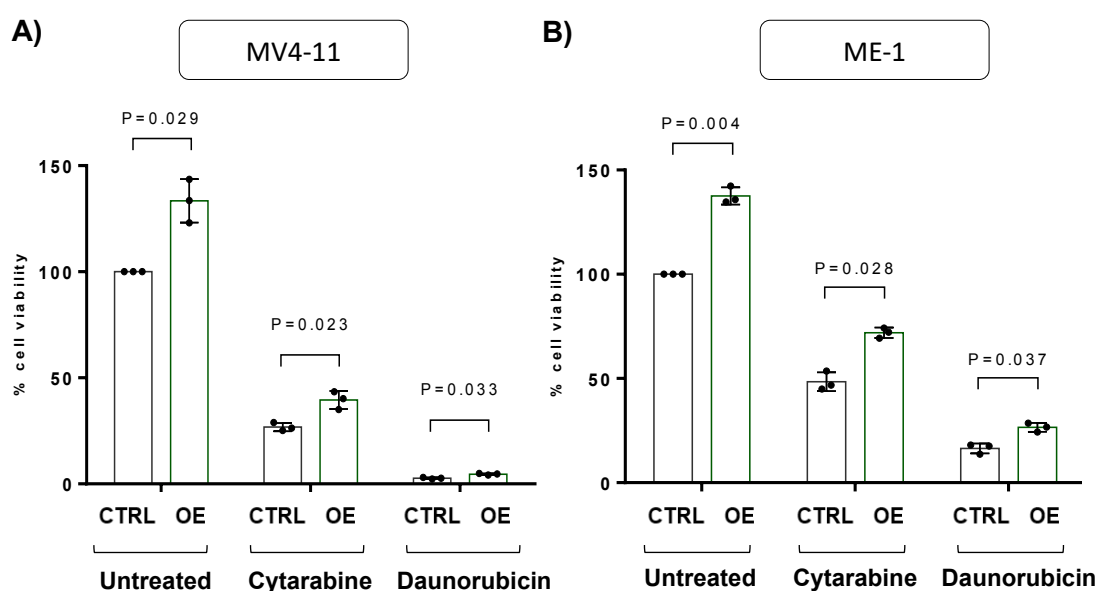 A)
MV4-11
P=0.029
P=0.023
P=0.033
150
100
50
0
% cell viability
CTRL OE CTRL OE CTRL OE
Untreated Cytarabine Daunorubicin
B)
ME-1
P=0.004
P=0.028
P=0.037
150
100
50
0
% cell viability
CTRL OE CTRL OE CTRL OE
Untreated Cytarabine Daunorubicin